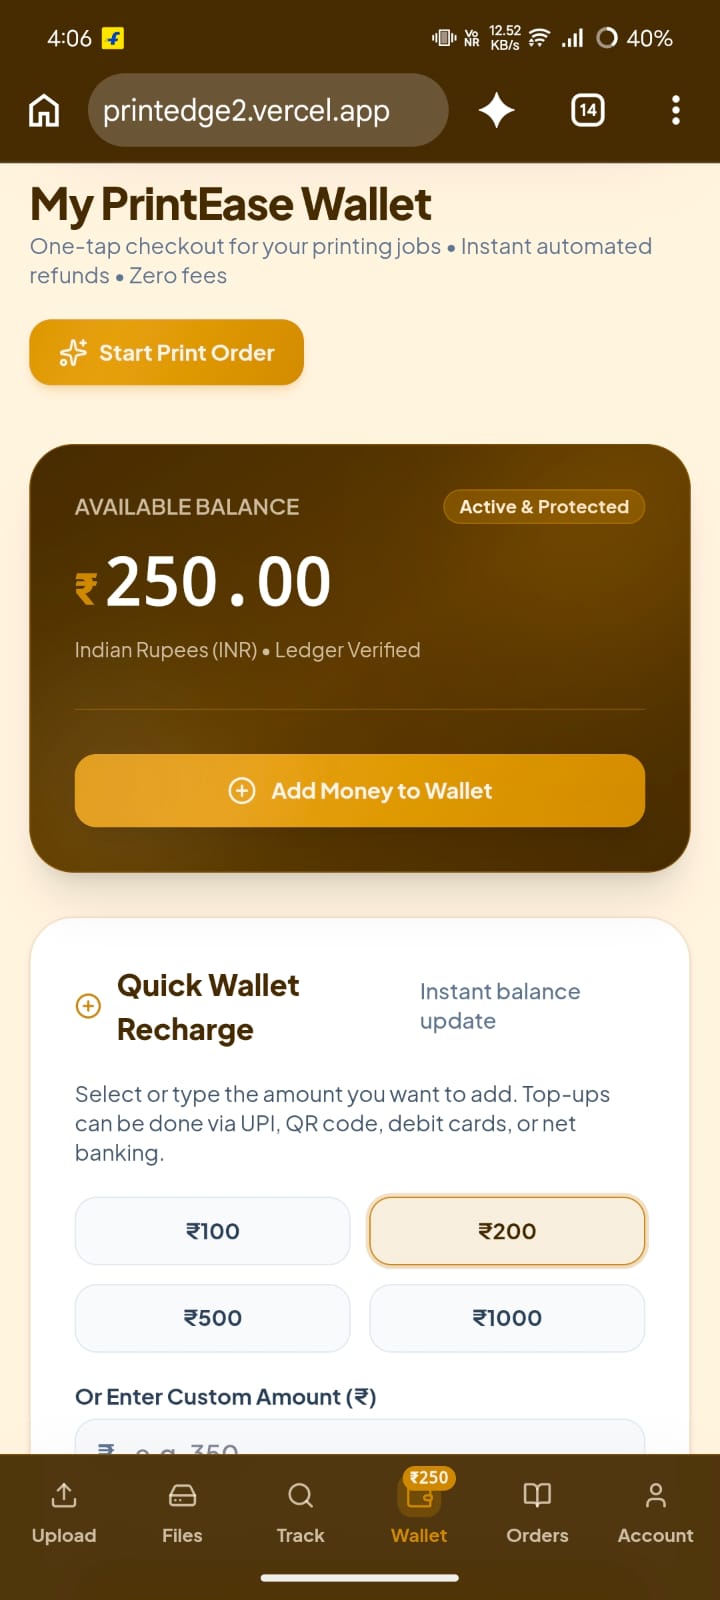 4:06
Vo NR
12.52 KB/s
40%
printedge2.vercel.app
14
My PrintEase Wallet
One-tap checkout for your printing jobs • Instant automated
refunds • Zero fees
Start Print Order
AVAILABLE BALANCE
Active & Protected
₹250.00
Indian Rupees (INR) • Ledger Verified
Add Money to Wallet
Quick Wallet
Recharge
Instant balance
update
Select or type the amount you want to add. Top-ups
can be done via UPI, QR code, debit cards, or net
banking.
₹100
₹200
₹500
₹1000
Or Enter Custom Amount (₹)
₹ e.g. 350
₹250
Upload
Files
Track
Wallet
Orders
Account